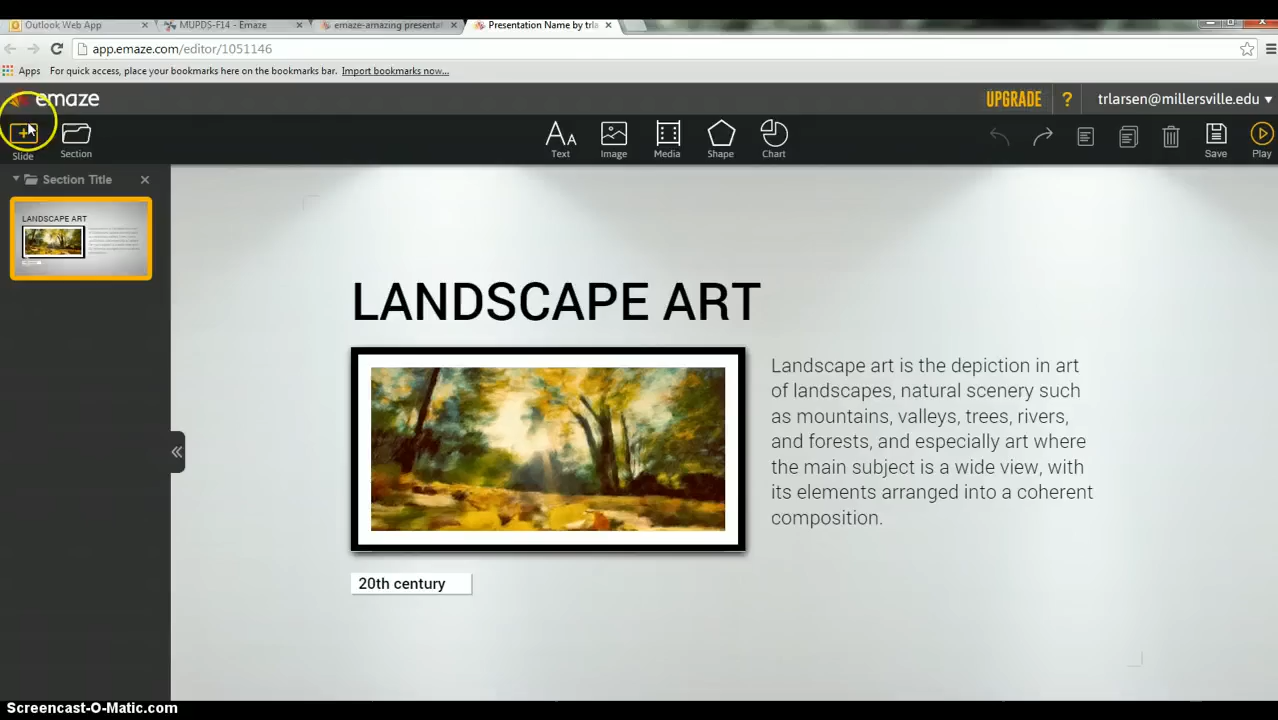 Outlook Web App
MUPDS-F14 - Emaze
emaze-amazing presenta
Presentation Name by trla
app.emaze.com/editor/1051146
Apps
For quick access, place your bookmarks here on the bookmarks bar. Import bookmarks now...
emaze
UPGRADE
?
trlarsen@millersville.edu
Slide
Section
Text
Image
Media
Shape
Chart
Save
Play
Section Title
LANDSCAPE ART
LANDSCAPE ART
Landscape art is the depiction in art
of landscapes, natural scenery such
as mountains, valleys, trees, rivers,
and forests, and especially art where
the main subject is a wide view, with
its elements arranged into a coherent
composition.
20th century
Screencast-O-Matic.com